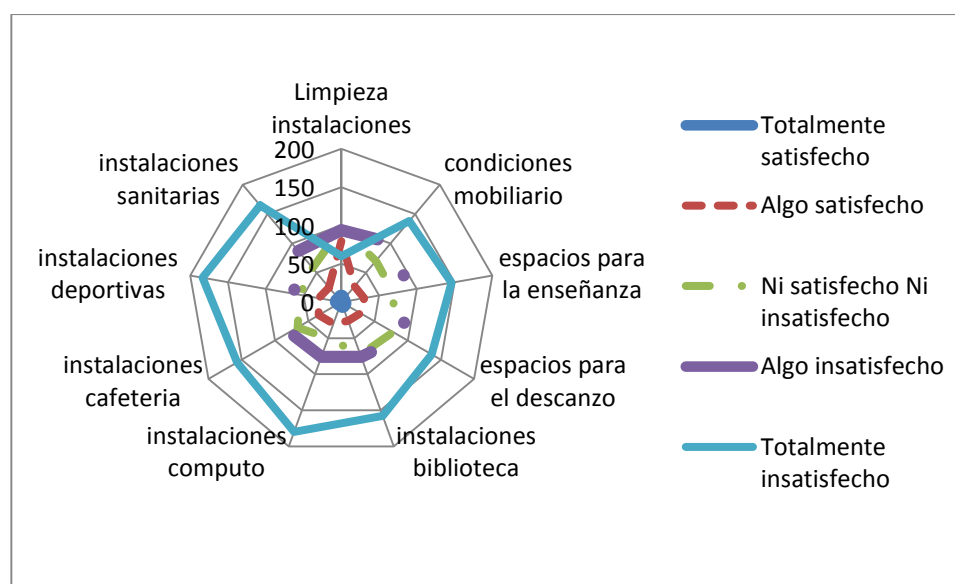 Limpieza
instalaciones
condiciones
mobiliario
espacios para
la enseñanza
espacios para
el descanzo
instalaciones
biblioteca
instalaciones
computo
instalaciones
cafeteria
instalaciones
deportivas
instalaciones
sanitarias
200
150
100
50
0
Totalmente
satisfecho
Algo satisfecho
Ni satisfecho Ni
insatisfecho
Algo insatisfecho
Totalmente
insatisfecho